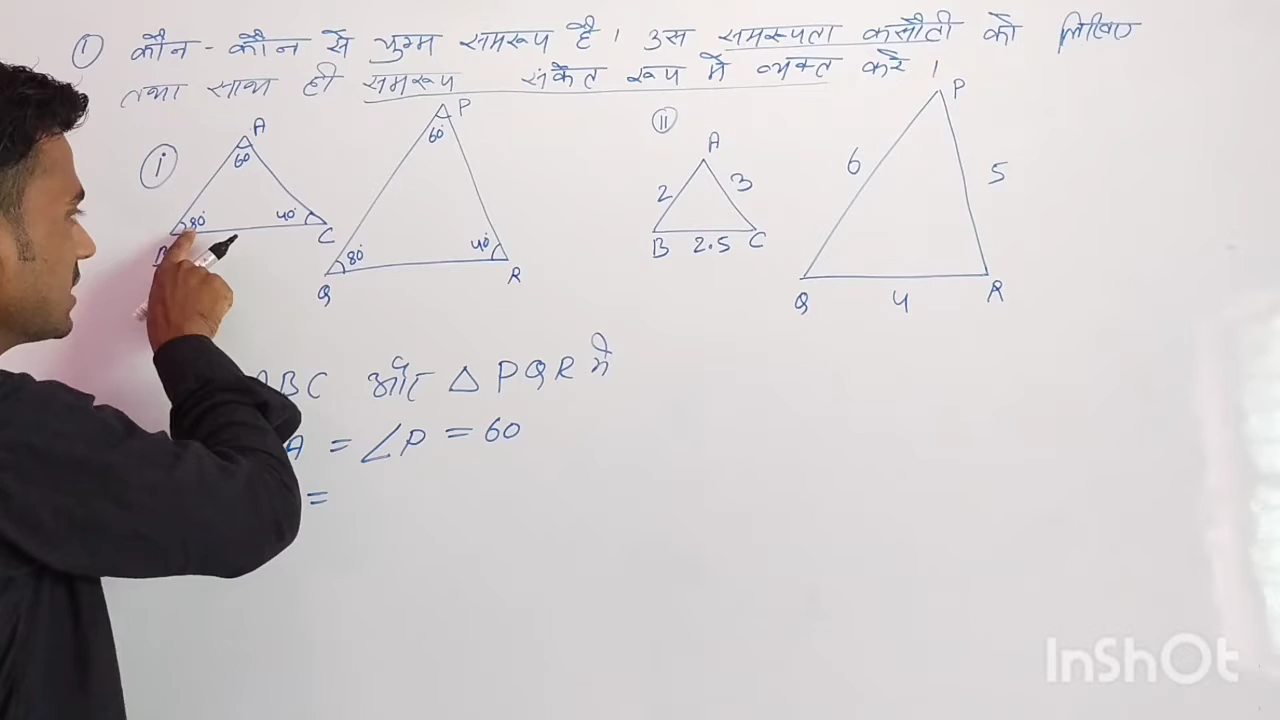 ① कौन - कौन से युग्म समरूप है। उस समरूपता कसौटी को लिखिए
तथा साथ ही समरूप संकेत रूप में व्यक्त करे।
i
A
60°
B
80°
40°
C
P
60°
Q
80°
40°
R
ii
A
2
3
B 2.5 C
P
6
5
Q 4 R
BC और △ PQR में
A = ∠P = 60
=
InShOt